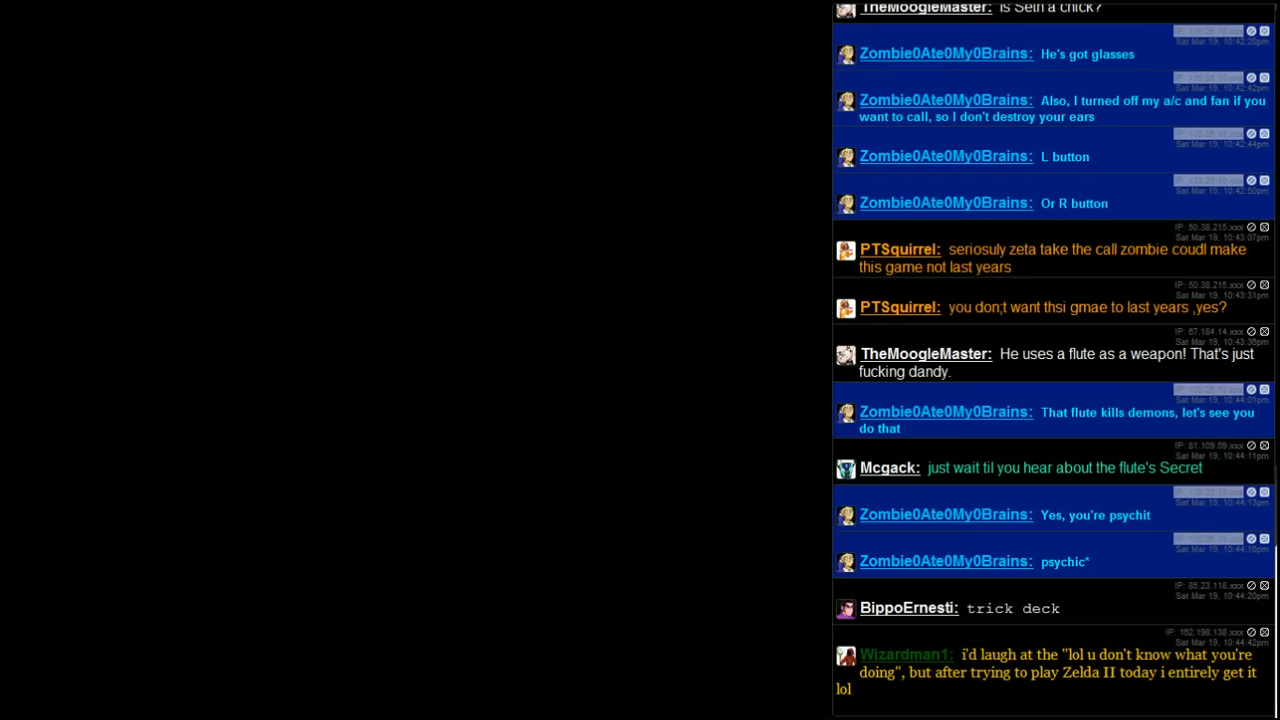 TheMoogleMaster: Is Seth a chick?
Sat Mar 19, 10:42:20pm
Zombie0Ate0My0Brains: He's got glasses
Sat Mar 19, 10:42:42pm
Zombie0Ate0My0Brains: Also, I turned off my a/c and fan if you
want to call, so I don't destroy your ears
Sat Mar 19, 10:42:44pm
Zombie0Ate0My0Brains: L button
Sat Mar 19, 10:42:50pm
Zombie0Ate0My0Brains: Or R button
IP: 50.38.215.xxx
Sat Mar 19, 10:43:07pm
PTSquirrel: seriosuly zeta take the call zombie coudl make
this game not last years
IP: 50.38.215.xxx
Sat Mar 19, 10:43:31pm
PTSquirrel: you don;t want thsi gmae to last years ,yes?
IP: 67.184.14.xxx
Sat Mar 19, 10:43:36pm
TheMoogleMaster: He uses a flute as a weapon! That's just
fucking dandy.
Sat Mar 19, 10:44:01pm
Zombie0Ate0My0Brains: That flute kills demons, let's see you
do that
IP: 81.109.59.xxx
Sat Mar 19, 10:44:11pm
Mcgack: just wait til you hear about the flute's Secret
Sat Mar 19, 10:44:13pm
Zombie0Ate0My0Brains: Yes, you're psychit
Sat Mar 19, 10:44:16pm
Zombie0Ate0My0Brains: psychic*
IP: 85.23.118.xxx
Sat Mar 19, 10:44:20pm
BippoErnesti: trick deck
IP: 162.198.138.xxx
Sat Mar 19, 10:44:42pm
Wizardman1: i'd laugh at the "lol u don't know what you're
doing", but after trying to play Zelda II today i entirely get it
lol